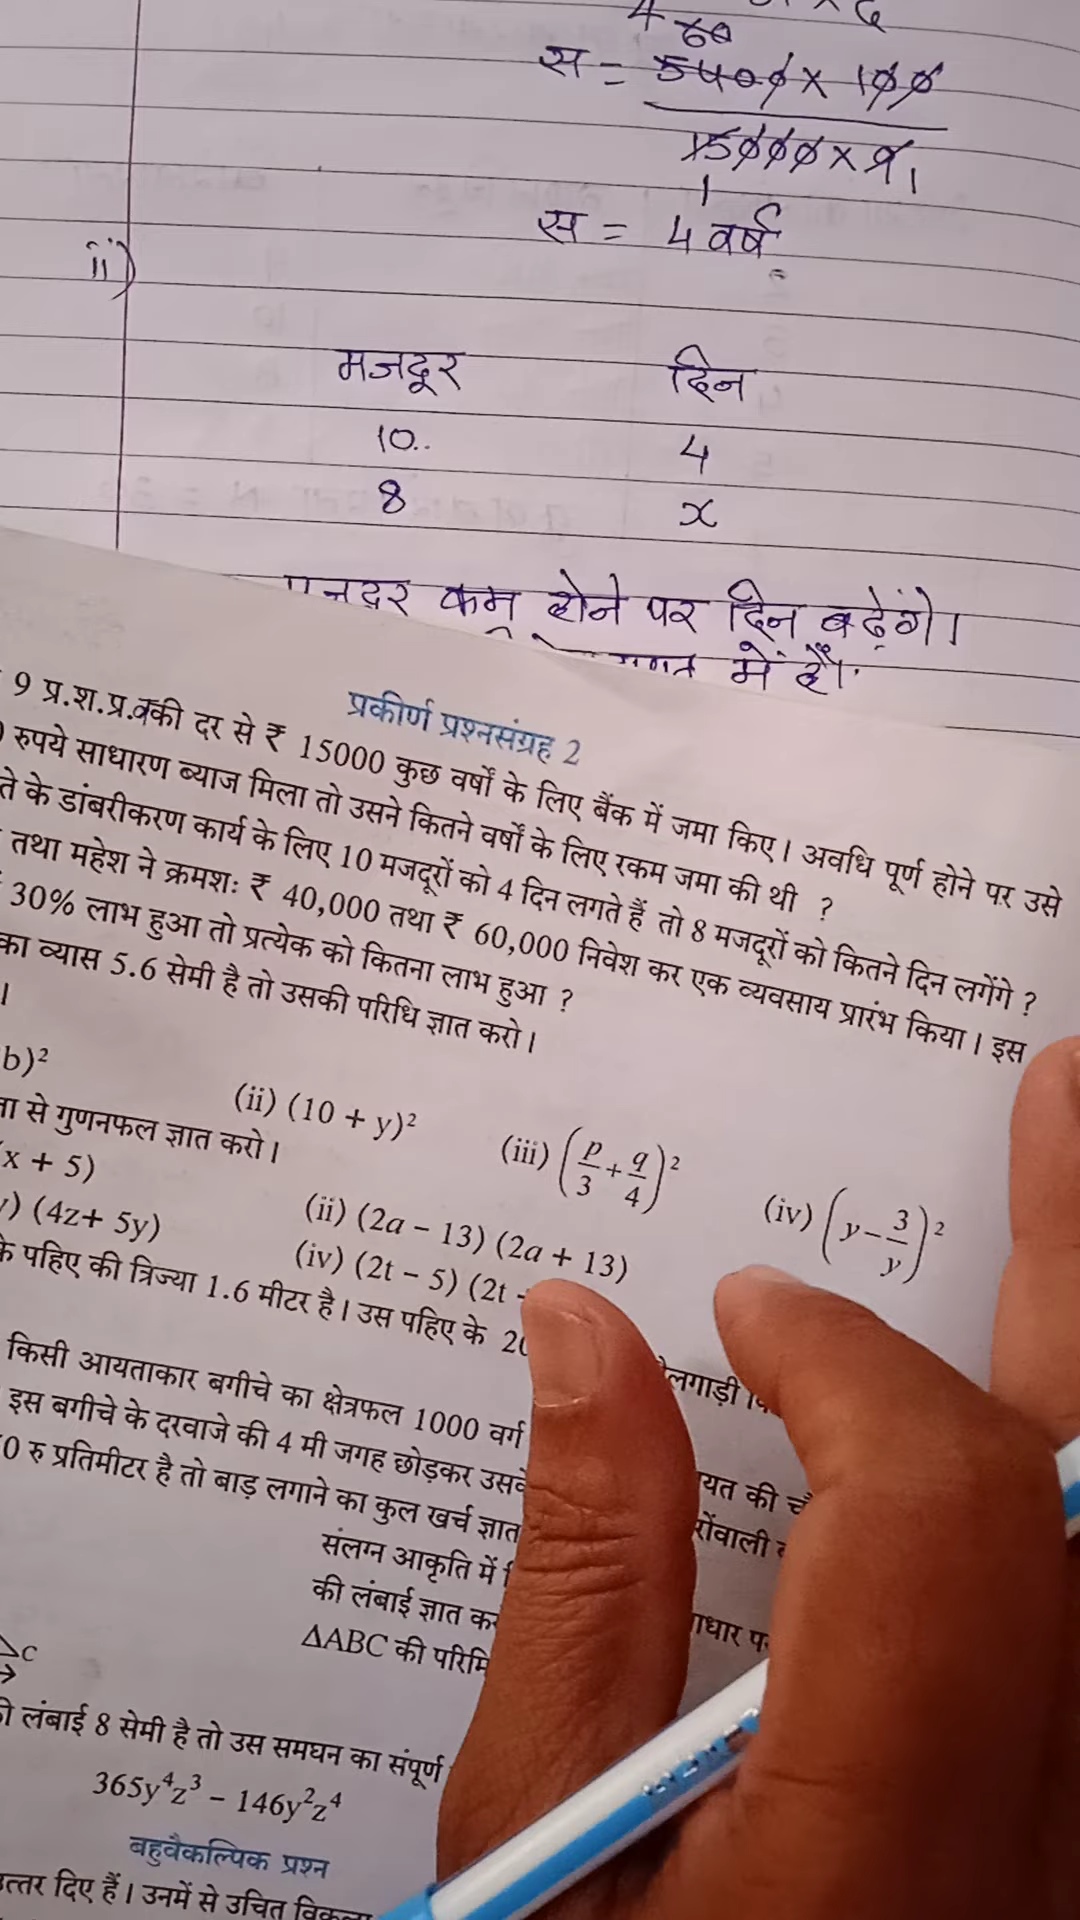 4 60
स = 5400 × 100
15000 × 9 1
1
स = 4 वर्ष
ii)
मजदूर दिन
10.. 4
8 x
कम होने पर दिन बढ़ेंगे।
में है।
प्रकीर्ण प्रश्नसंग्रह 2
9 प्र.श.प्र.व की दर से ₹ 15000 कुछ वर्षों के लिए बैंक में जमा किए। अवधि पूर्ण होने पर उसे
रुपये साधारण ब्याज मिला तो उसने कितने वर्षों के लिए रकम जमा की थी ?
ते के डांबरीकरण कार्य के लिए 10 मजदूरों को 4 दिन लगते हैं तो 8 मजदूरों को कितने दिन लगेंगे ?
तथा महेश ने क्रमशः ₹ 40,000 तथा ₹ 60,000 निवेश कर एक व्यवसाय प्रारंभ किया। इस
30% लाभ हुआ तो प्रत्येक को कितना लाभ हुआ ?
का व्यास 5.6 सेमी है तो उसकी परिधि ज्ञात करो।
।
b)² (ii) (10 + y)² (iii) (p/3 + q/4)² (iv) (y − 3/y)²
से गुणनफल ज्ञात करो।
x + 5) (ii) (2a − 13) (2a + 13)
) (4z+ 5y) (iv) (2t − 5) (2t
के पहिए की त्रिज्या 1.6 मीटर है। उस पहिए के 20
किसी आयताकार बगीचे का क्षेत्रफल 1000 वर्ग यत की
इस बगीचे के दरवाजे की 4 मी जगह छोड़कर रोंवाली
0 रु प्रतिमीटर है तो बाड़ लगाने का कुल खर्च ज्ञात
संलग्न आकृति में
की लंबाई ज्ञात
ΔABC की
C
लंबाई 8 सेमी है तो उस समघन का संपूर्ण
365y⁴z³ − 146y²z⁴
बहुवैकल्पिक प्रश्न
त्तर दिए हैं। उनमें से उचित